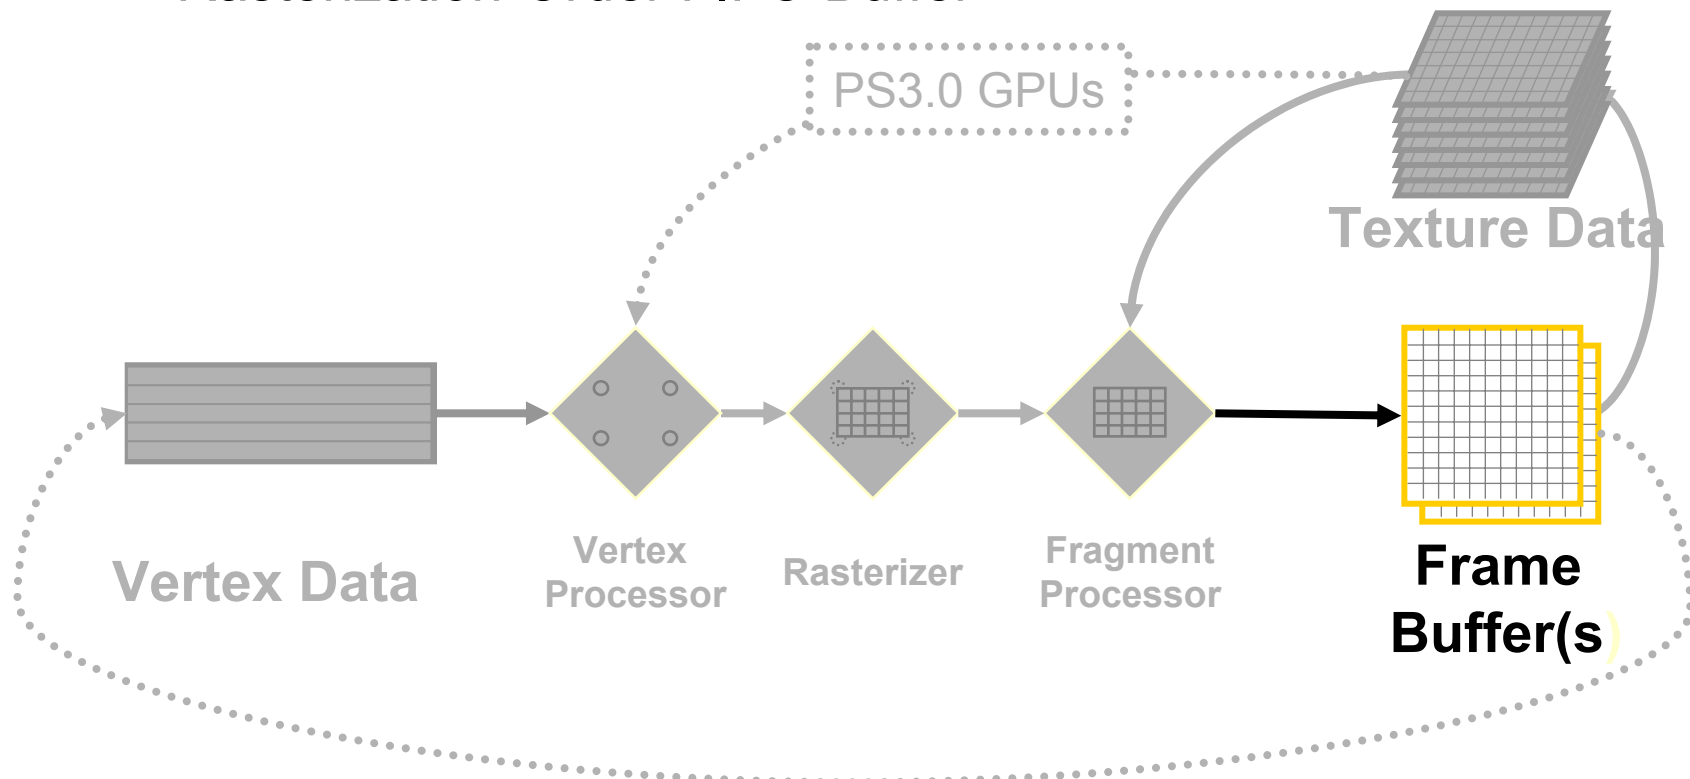 PS3.0 GPUs
Texture Data
Vertex Data
Vertex
Processor
Rasterizer
Fragment
Processor
Frame
Buffer(s)